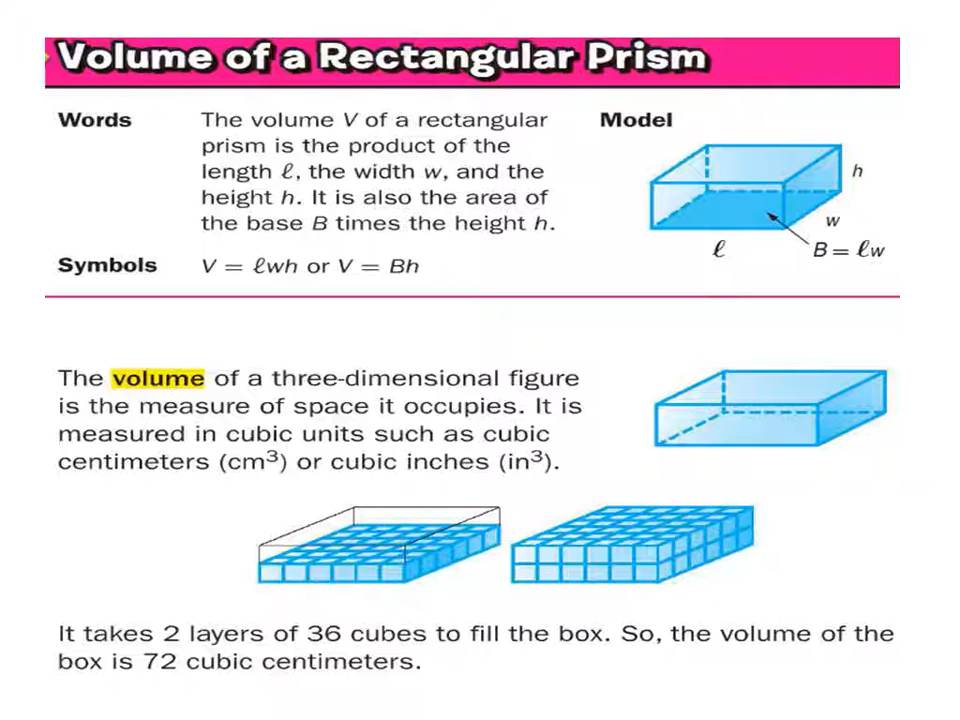 Volume of a Rectangular Prism
Words
The volume V of a rectangular
prism is the product of the
length ℓ, the width w, and the
height h. It is also the area of
the base B times the height h.
Model
h
w
ℓ
B = ℓw
Symbols
V = ℓwh or V = Bh
The volume of a three-dimensional figure
is the measure of space it occupies. It is
measured in cubic units such as cubic
centimeters (cm³) or cubic inches (in³).
It takes 2 layers of 36 cubes to fill the box. So, the volume of the
box is 72 cubic centimeters.